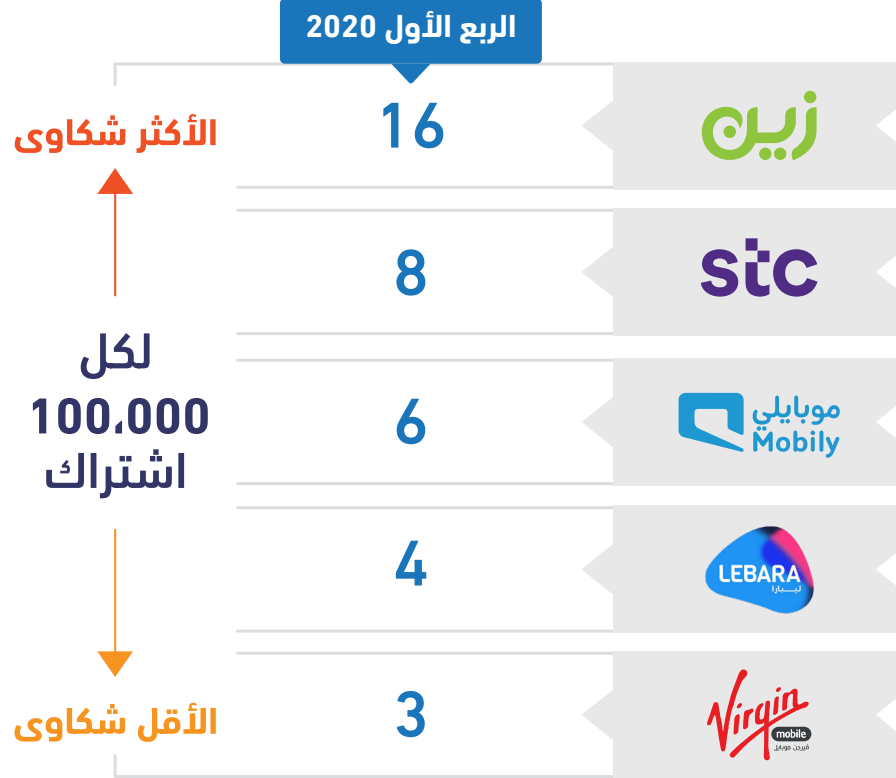 الربع الأول 2020
الأكثر شكاوى
16
زين
8
stc
لكل
100,000
اشتراك
6
موبايلي
Mobily
4
LEBARA
ليبارا
الأقل شكاوى
3
Virgin
mobile
ڤيرجن موبايل